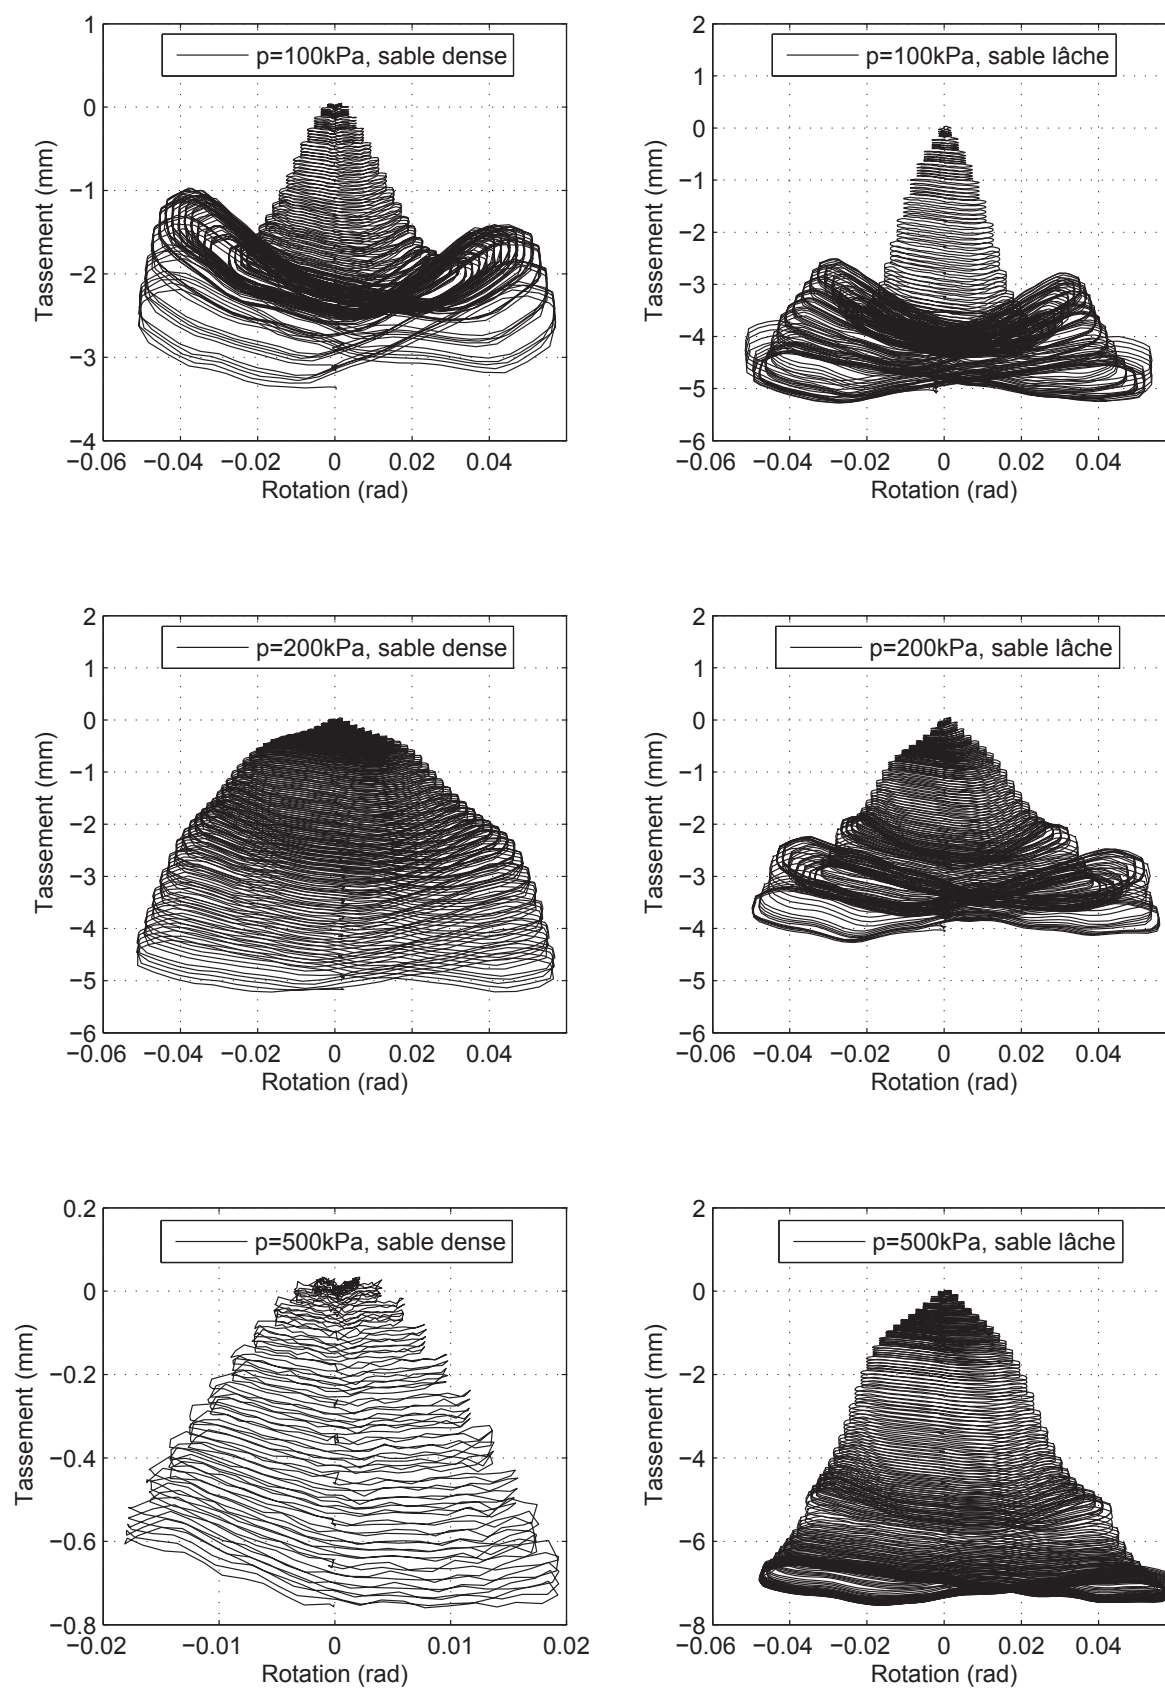 p=100kPa, sable dense
Tassement (mm)
1
0
−1
−2
−3
−4
−0.06 −0.04 −0.02 0 0.02 0.04
Rotation (rad)
p=100kPa, sable lâche
Tassement (mm)
2
1
0
−1
−2
−3
−4
−5
−6
−0.06 −0.04 −0.02 0 0.02 0.04
Rotation (rad)
p=200kPa, sable dense
Tassement (mm)
2
1
0
−1
−2
−3
−4
−5
−6
−0.06 −0.04 −0.02 0 0.02 0.04
Rotation (rad)
p=200kPa, sable lâche
Tassement (mm)
2
1
0
−1
−2
−3
−4
−5
−6
−0.06 −0.04 −0.02 0 0.02 0.04
Rotation (rad)
p=500kPa, sable dense
Tassement (mm)
0.2
0
−0.2
−0.4
−0.6
−0.8
−0.02 −0.01 0 0.01 0.02
Rotation (rad)
p=500kPa, sable lâche
Tassement (mm)
2
0
−2
−4
−6
−8
−0.06 −0.04 −0.02 0 0.02 0.04
Rotation (rad)